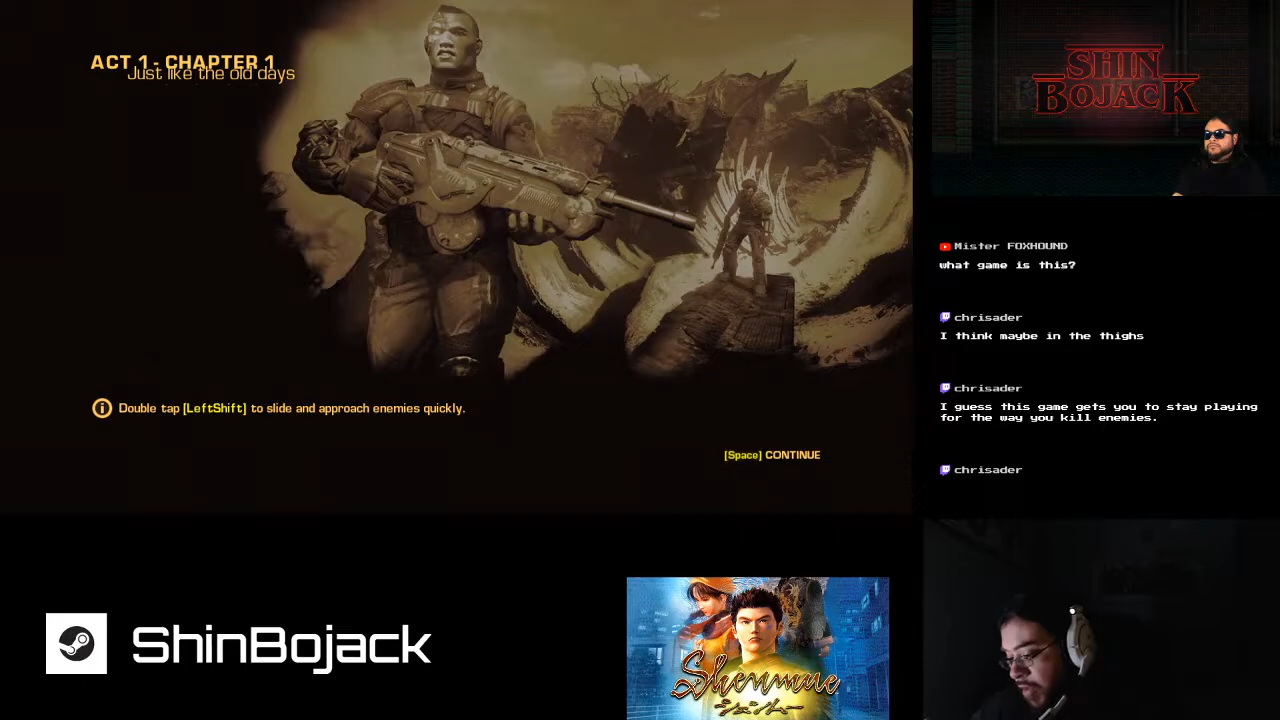 ACT 1 - CHAPTER 1
Just like the old days
Double tap [LeftShift] to slide and approach enemies quickly.
[Space] CONTINUE
SHIN
BOJACK
Mister FOXHOUND
what game is this?
chrisader
I think maybe in the thighs
chrisader
I guess this game gets you to stay playing
for the way you kill enemies.
chrisader
ShinBojack
Shenmue
シェンムー